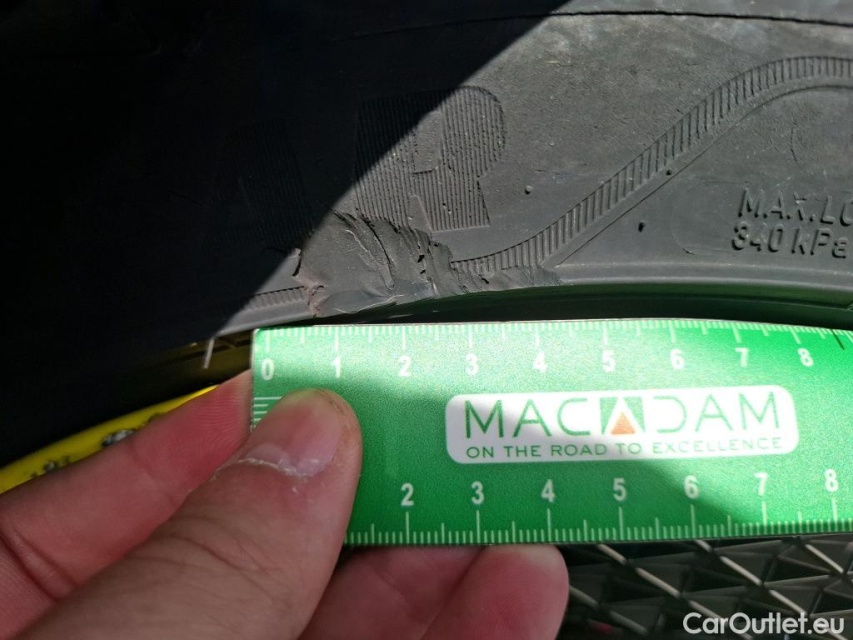 MAX.LO
340 kPa
0 1 2 3 4 5 6 7 8
MACADAM
ON THE ROAD TO EXCELLENCE
2 3 4 5 6 7 8
CarOutlet.eu